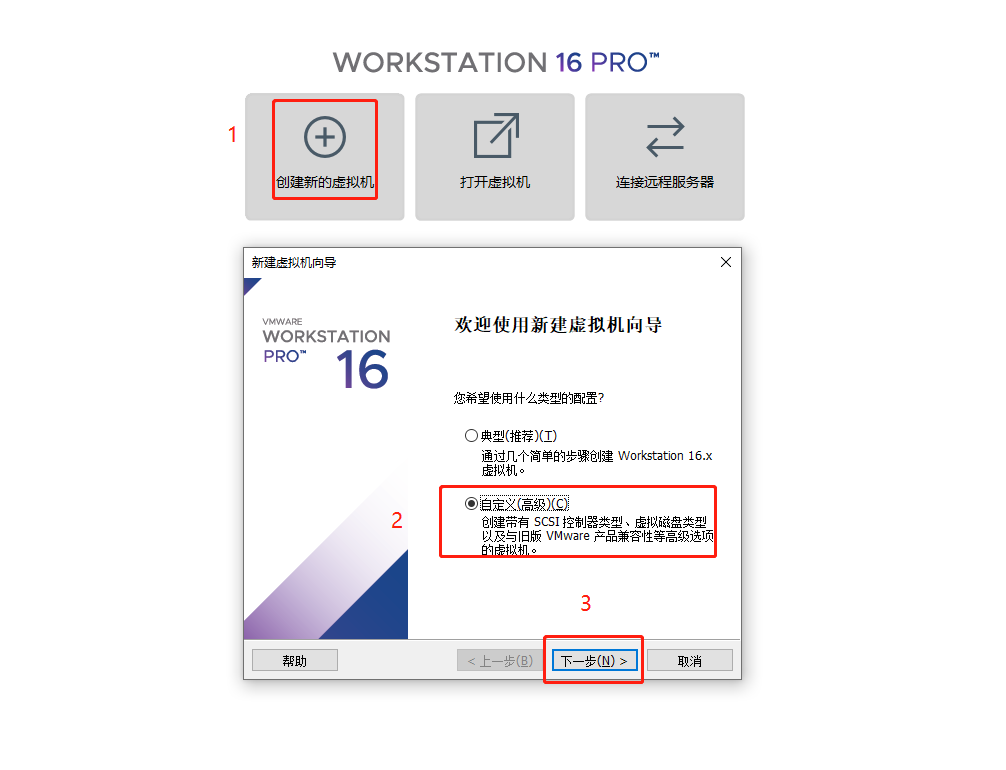 WORKSTATION 16 PRO™
1
创建新的虚拟机
打开虚拟机
连接远程服务器
新建虚拟机向导
VMWARE
WORKSTATION
PRO™ 16
欢迎使用新建虚拟机向导
您希望使用什么类型的配置?
典型(推荐)(T)
通过几个简单的步骤创建 Workstation 16.x
虚拟机。
2
自定义(高级)(C)
创建带有 SCSI 控制器类型、虚拟磁盘类型
以及与旧版 VMware 产品兼容性等高级选项
的虚拟机。
3
帮助
< 上一步(B)
下一步(N) >
取消